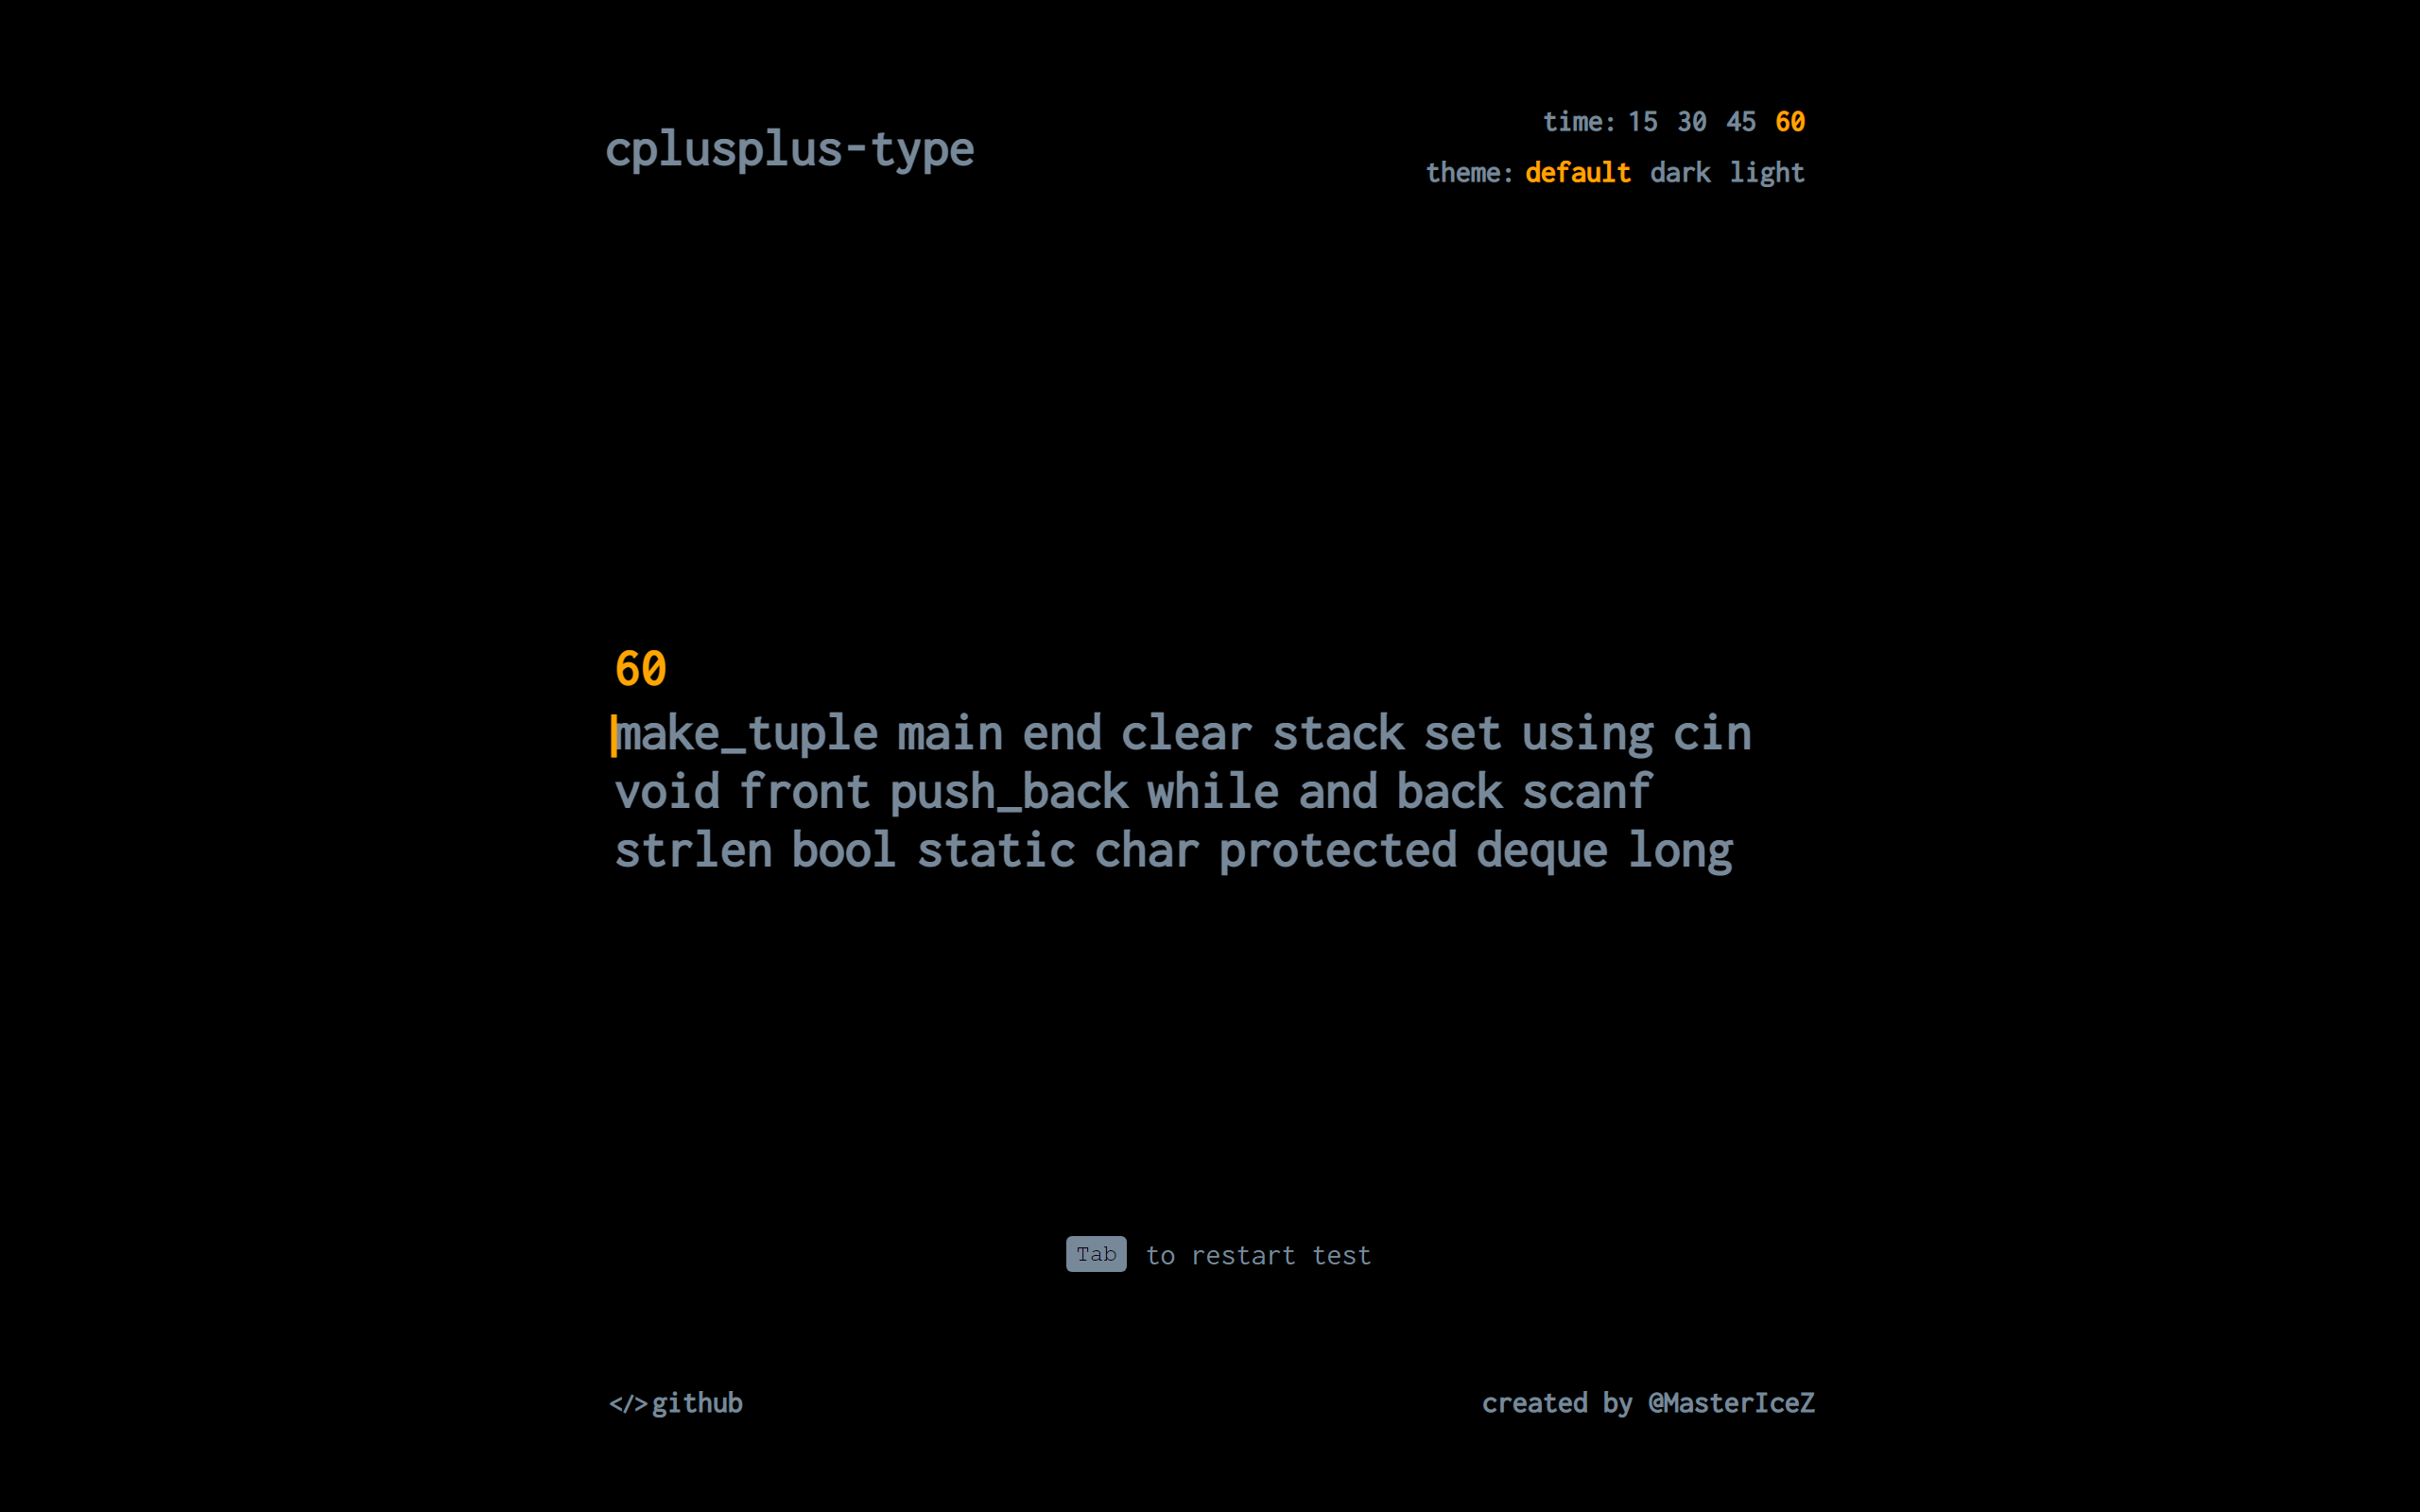 cplusplus-type
time: 15 30 45 60
theme: default dark light
60
make_tuple main end clear stack set using cin
void front push_back while and back scanf
strlen bool static char protected deque long
Tab to restart test
</>github
created by @MasterIceZ